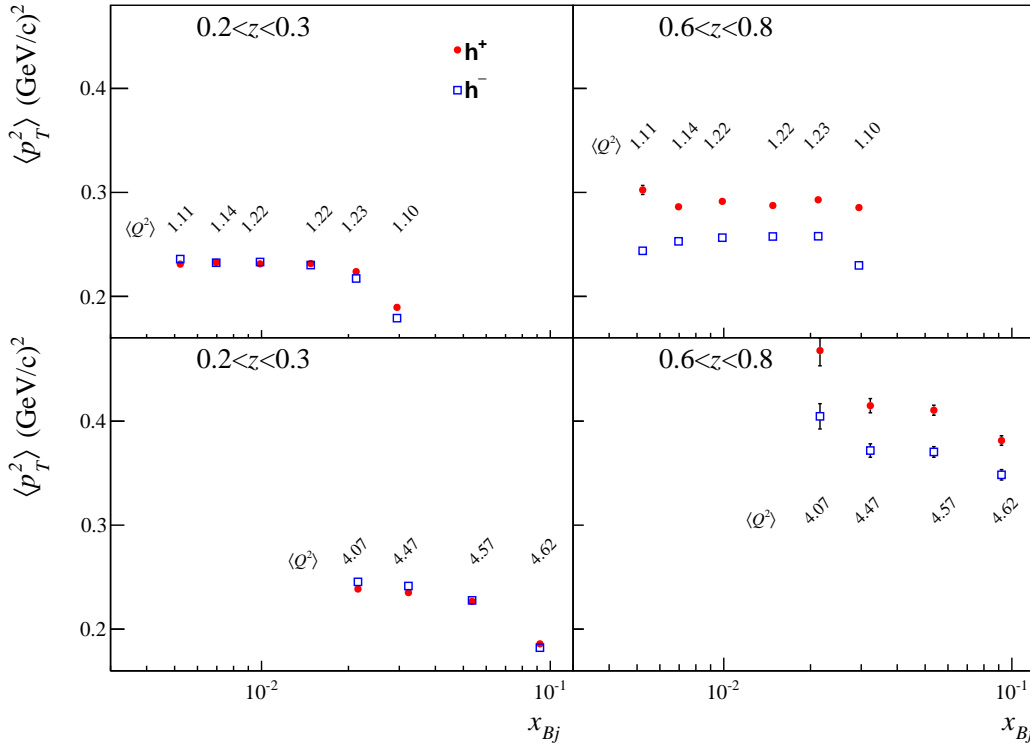 0.2<z<0.3
0.6<z<0.8
h⁺
h⁻
⟨p_T^2⟩ (GeV/c)^2
0.4
0.3
0.2
⟨Q²⟩ 1.11 1.14 1.22 1.22 1.23 1.10
⟨Q²⟩ 1.11 1.14 1.22 1.22 1.23 1.10
0.2<z<0.3
0.6<z<0.8
⟨p_T^2⟩ (GeV/c)^2
0.4
0.3
0.2
⟨Q²⟩ 4.07 4.47 4.57 4.62
⟨Q²⟩ 4.07 4.47 4.57 4.62
10⁻² 10⁻¹ 10⁻² 10⁻¹
x_Bj x_Bj